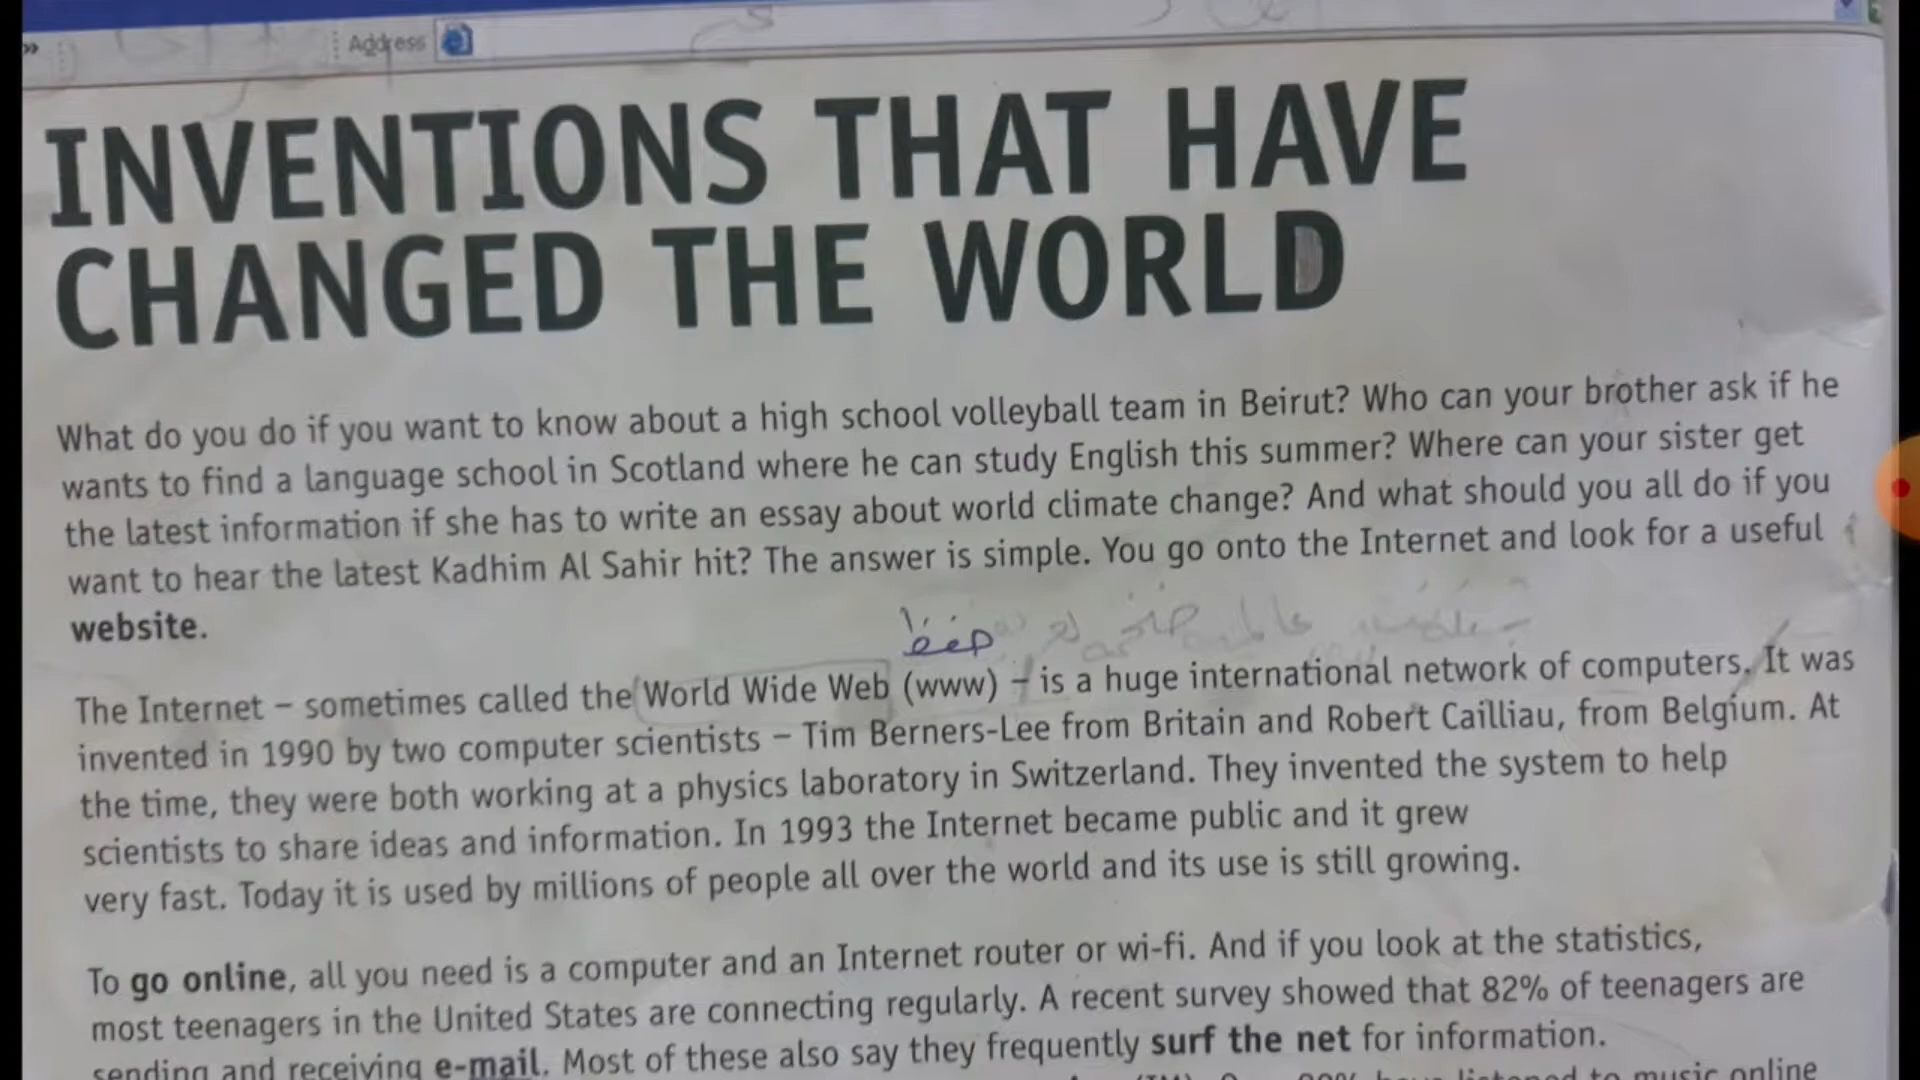 »
Address
INVENTIONS THAT HAVE
CHANGED THE WORLD
What do you do if you want to know about a high school volleyball team in Beirut? Who can your brother ask if he
wants to find a language school in Scotland where he can study English this summer? Where can your sister get
the latest information if she has to write an essay about world climate change? And what should you all do if you
want to hear the latest Kadhim Al Sahir hit? The answer is simple. You go onto the Internet and look for a useful
website.
The Internet – sometimes called the World Wide Web (www) – is a huge international network of computers. It was
invented in 1990 by two computer scientists – Tim Berners-Lee from Britain and Robert Cailliau, from Belgium. At
the time, they were both working at a physics laboratory in Switzerland. They invented the system to help
scientists to share ideas and information. In 1993 the Internet became public and it grew
very fast. Today it is used by millions of people all over the world and its use is still growing.
To go online, all you need is a computer and an Internet router or wi-fi. And if you look at the statistics,
most teenagers in the United States are connecting regularly. A recent survey showed that 82% of teenagers are
sending and receiving e-mail. Most of these also say they frequently surf the net for information.
listened to music online